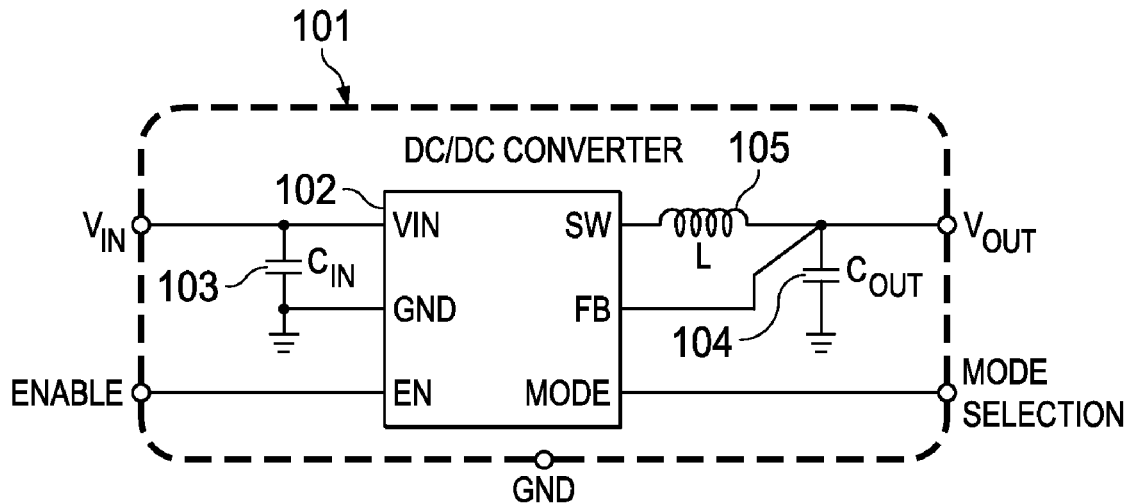 101
DC/DC CONVERTER
105
102
V_IN
VIN
SW
V_OUT
L
103
C_IN
C_OUT
GND
FB
104
ENABLE
EN
MODE
MODE
SELECTION
GND